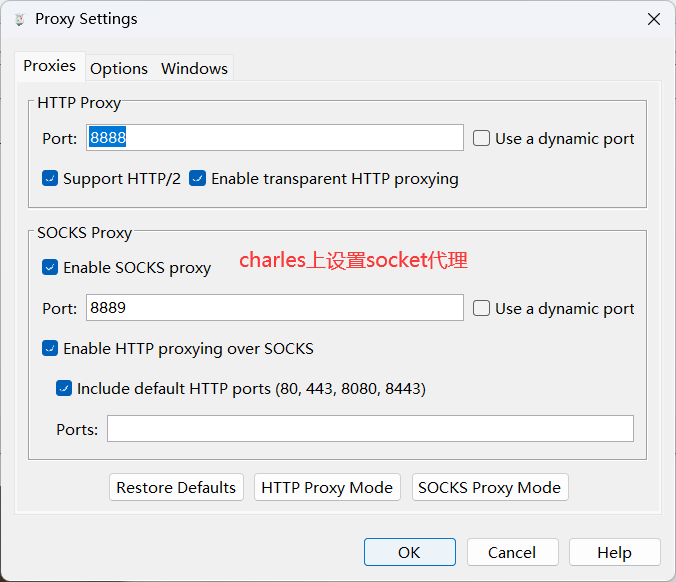 Proxy Settings
Proxies Options Windows
HTTP Proxy
Port: 8888 Use a dynamic port
Support HTTP/2 Enable transparent HTTP proxying
SOCKS Proxy
Enable SOCKS proxy charles上设置socket代理
Port: 8889 Use a dynamic port
Enable HTTP proxying over SOCKS
Include default HTTP ports (80, 443, 8080, 8443)
Ports:
Restore Defaults HTTP Proxy Mode SOCKS Proxy Mode
OK Cancel Help